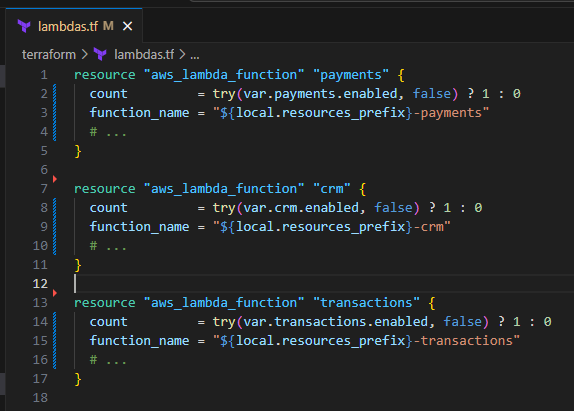 lambdas.tf M ×
terraform > lambdas.tf > ...
1 resource "aws_lambda_function" "payments" {
2   count         = try(var.payments.enabled, false) ? 1 : 0
3   function_name = "${local.resources_prefix}-payments"
4   # ...
5 }
6
7 resource "aws_lambda_function" "crm" {
8   count         = try(var.crm.enabled, false) ? 1 : 0
9   function_name = "${local.resources_prefix}-crm"
10   # ...
11 }
12
13 resource "aws_lambda_function" "transactions" {
14   count         = try(var.transactions.enabled, false) ? 1 : 0
15   function_name = "${local.resources_prefix}-transactions"
16   # ...
17 }
18